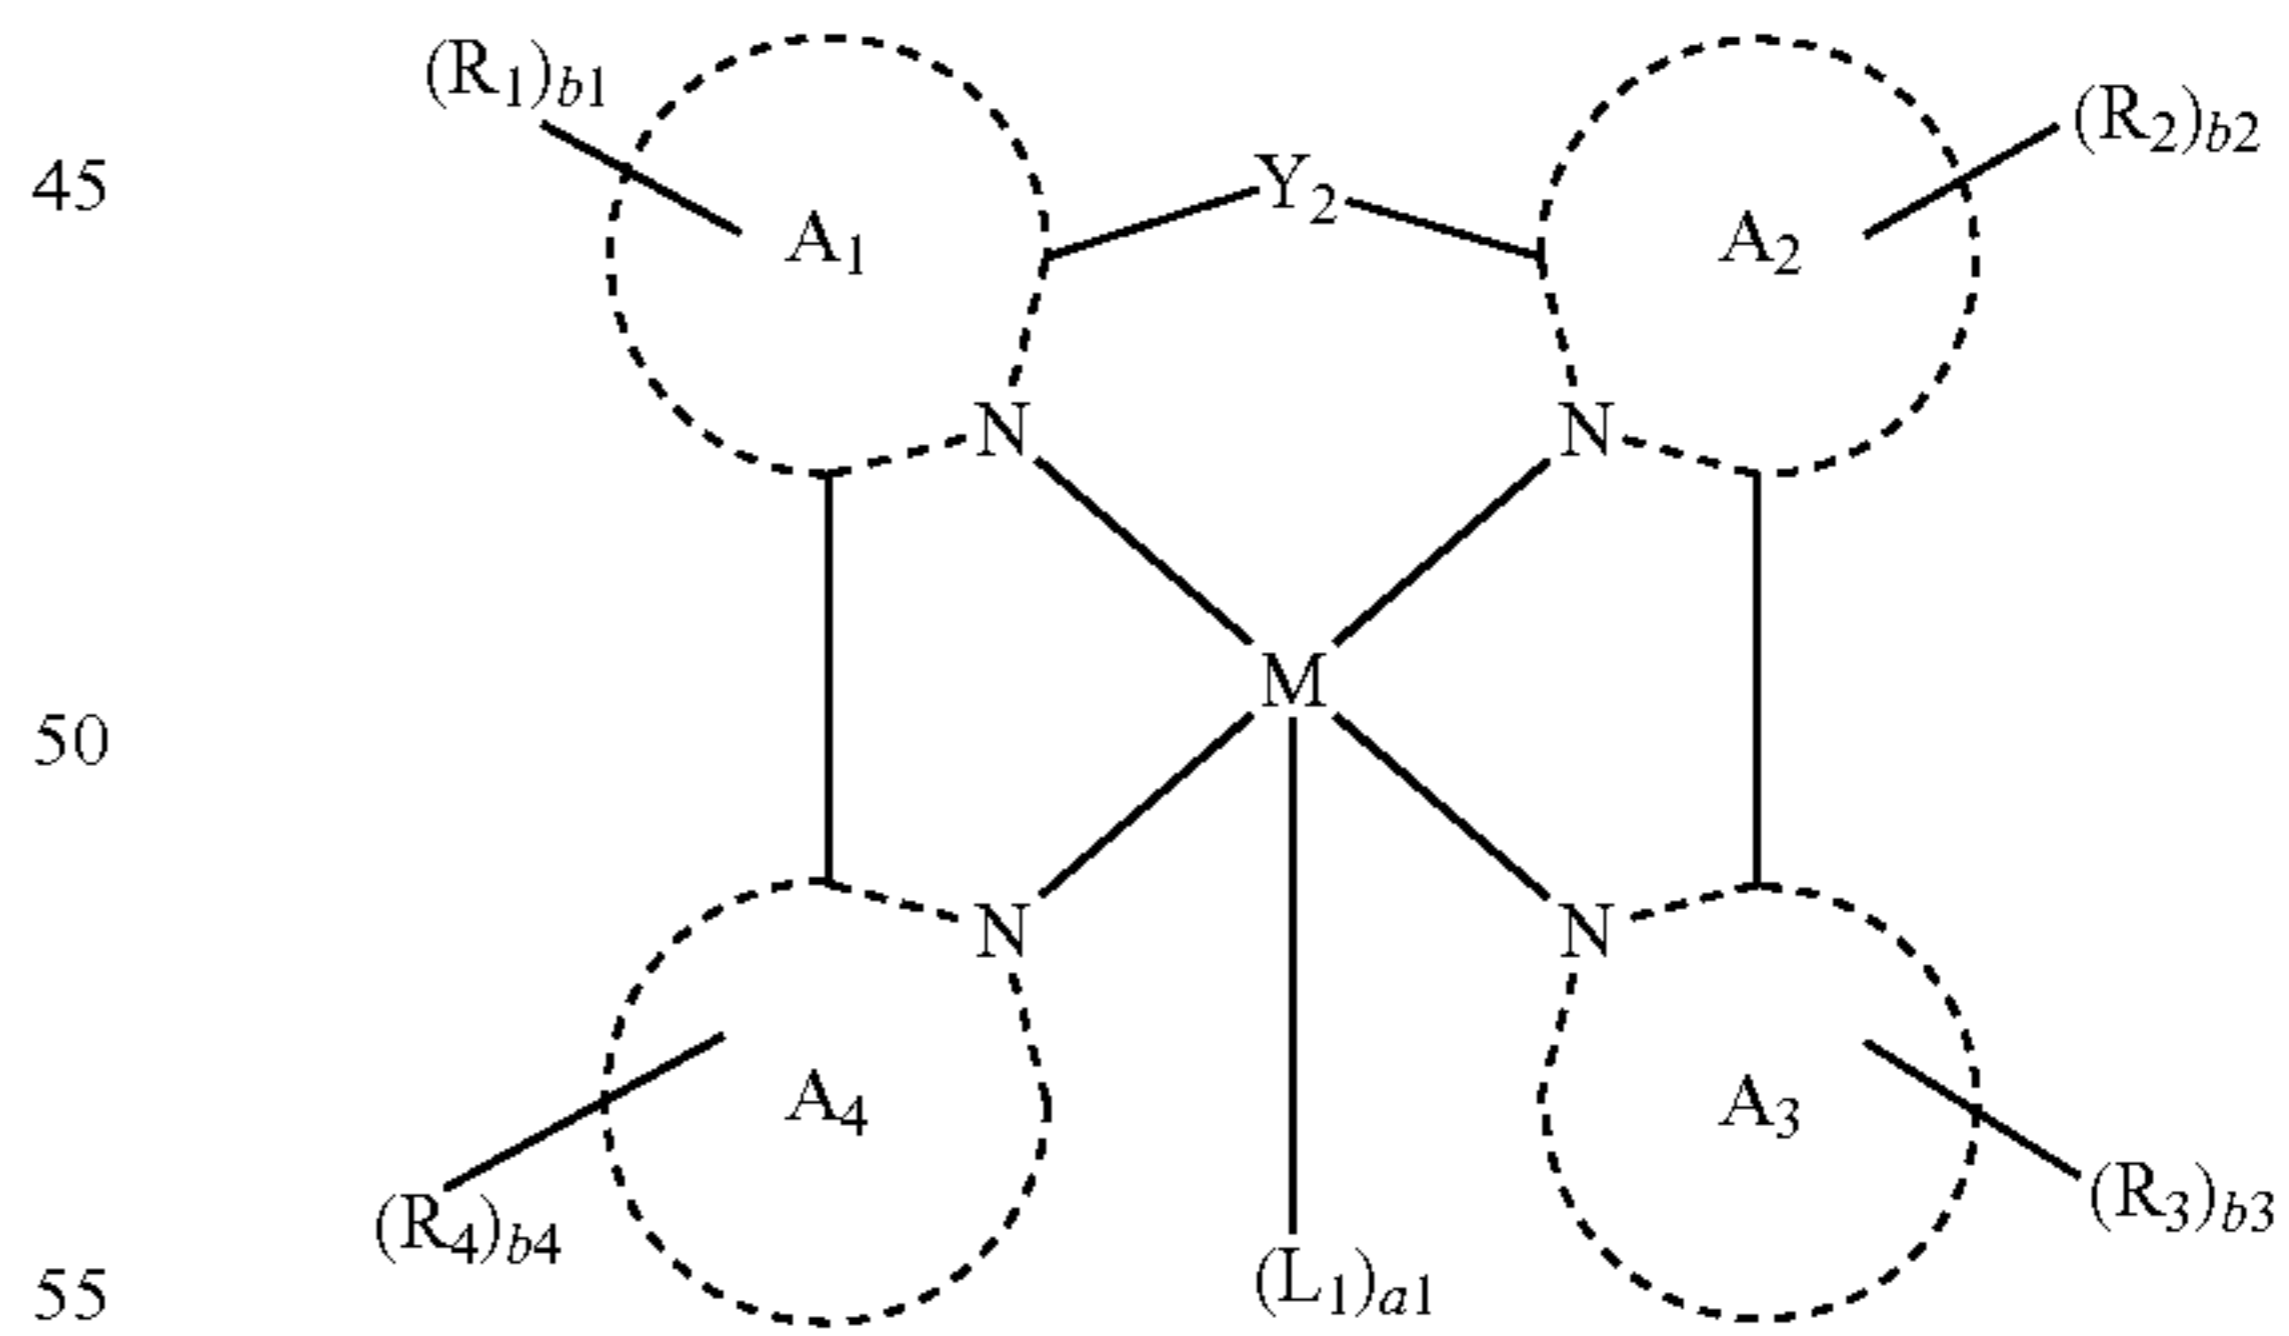 (R1)b1
(R2)b2
45
Y2
A1
A2
N N
M
50
N N
A4
A3
(R4)b4
(R3)b3
55
(L1)a1